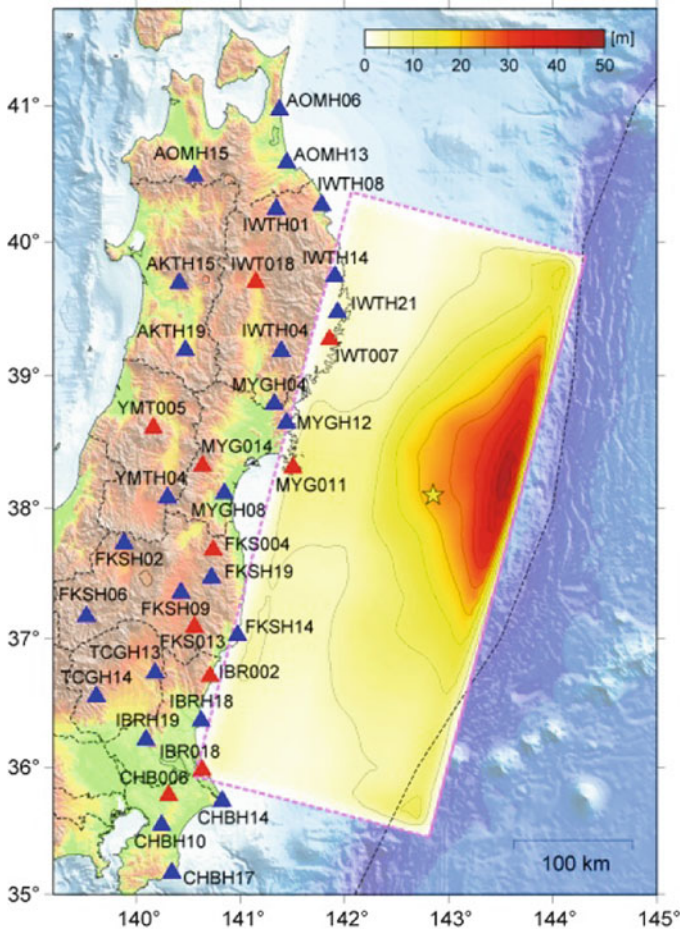 [m]
0 10 20 30 40 50
41°
AOMH06
AOMH15
AOMH13
IWTH08
IWTH01
40°
AKTH15
IWT018
IWTH14
IWTH21
AKTH19
IWTH04
IWT007
39°
MYGH04
YMT005
MYGH12
MYG014
YMTH04
MYG011
MYGH08
38°
FKS004
FKSH02
FKSH19
FKSH06
FKSH09
FKSH14
37°
FKS013
TCGH13
TCGH14
IBR002
IBRH18
IBRH19
IBR018
36°
CHB006
CHBH14
CHBH10
100 km
CHBH17
35°
140° 141° 142° 143° 144° 145°